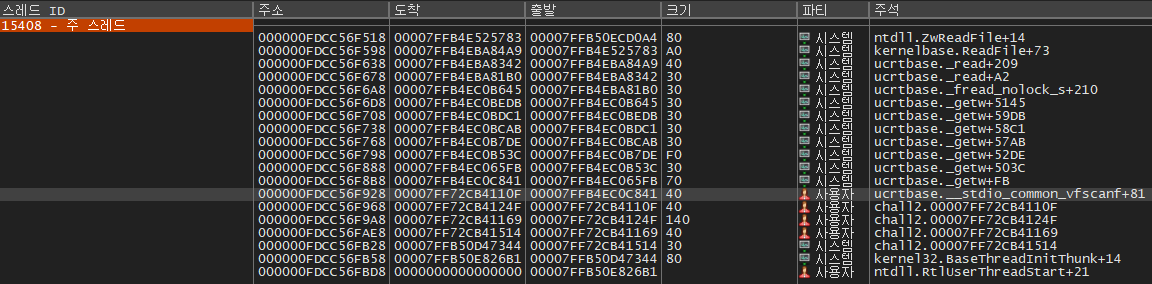 스레드 ID 주소 도착 출발 크기 파티 주석
15408 - 주 스레드
000000FDCC56F518 00007FFB4E525783 00007FFB50ECD0A4 80 시스템 ntdll.ZwReadFile+14
000000FDCC56F598 00007FFB4EBA84A9 00007FFB4E525783 A0 시스템 kernelbase.ReadFile+73
000000FDCC56F638 00007FFB4EBA8342 00007FFB4EBA84A9 40 시스템 ucrtbase._read+209
000000FDCC56F678 00007FFB4EBA81B0 00007FFB4EBA8342 30 시스템 ucrtbase._read+A2
000000FDCC56F6A8 00007FFB4EC0B645 00007FFB4EBA81B0 30 시스템 ucrtbase._fread_nolock_s+210
000000FDCC56F6D8 00007FFB4EC0BEDB 00007FFB4EC0B645 30 시스템 ucrtbase._getw+5145
000000FDCC56F708 00007FFB4EC0BDC1 00007FFB4EC0BEDB 30 시스템 ucrtbase._getw+59DB
000000FDCC56F738 00007FFB4EC0BCAB 00007FFB4EC0BDC1 30 시스템 ucrtbase._getw+58C1
000000FDCC56F768 00007FFB4EC0B7DE 00007FFB4EC0BCAB 30 시스템 ucrtbase._getw+57AB
000000FDCC56F798 00007FFB4EC0B53C 00007FFB4EC0B7DE F0 시스템 ucrtbase._getw+52DE
000000FDCC56F888 00007FFB4EC065FB 00007FFB4EC0B53C 30 시스템 ucrtbase._getw+503C
000000FDCC56F8B8 00007FFB4EC0C841 00007FFB4EC065FB 70 시스템 ucrtbase._getw+FB
000000FDCC56F928 00007FF72CB4110F 00007FFB4EC0C841 40 사용자 ucrtbase.__stdio_common_vfscanf+81
000000FDCC56F968 00007FF72CB4124F 00007FF72CB4110F 40 사용자 chall2.00007FF72CB4110F
000000FDCC56F9A8 00007FF72CB41169 00007FF72CB4124F 140 사용자 chall2.00007FF72CB4124F
000000FDCC56FAE8 00007FF72CB41514 00007FF72CB41169 40 사용자 chall2.00007FF72CB41169
000000FDCC56FB28 00007FFB50D47344 00007FF72CB41514 30 시스템 chall2.00007FF72CB41514
000000FDCC56FB58 00007FFB50E826B1 00007FFB50D47344 80 시스템 kernel32.BaseThreadInitThunk+14
000000FDCC56FBD8 0000000000000000 00007FFB50E826B1 사용자 ntdll.RtlUserThreadStart+21